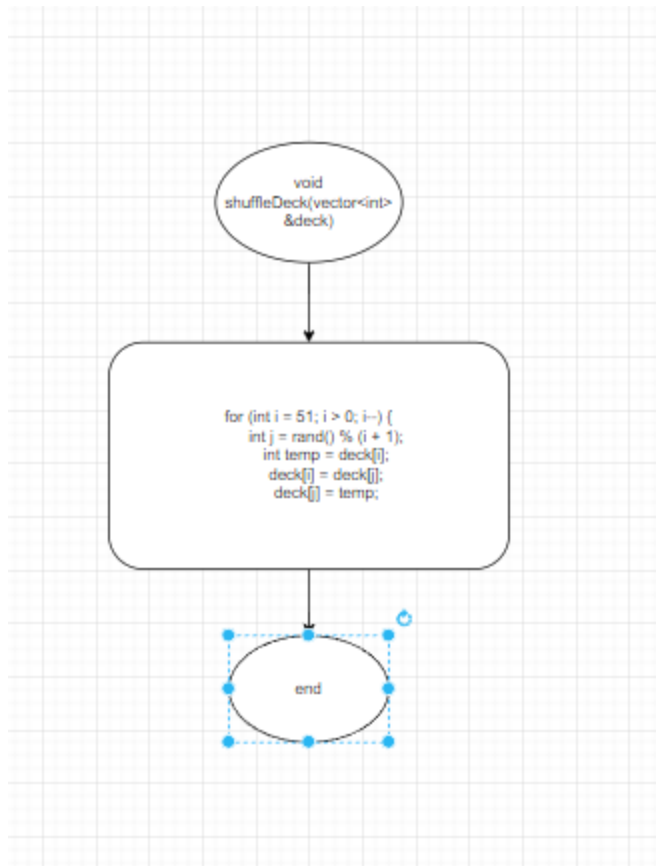 void
shuffleDeck(vector<int>
&deck)
for (int i = 51; i > 0; i--) {
int j = rand() % (i + 1);
int temp = deck[i];
deck[i] = deck[j];
deck[j] = temp;
end